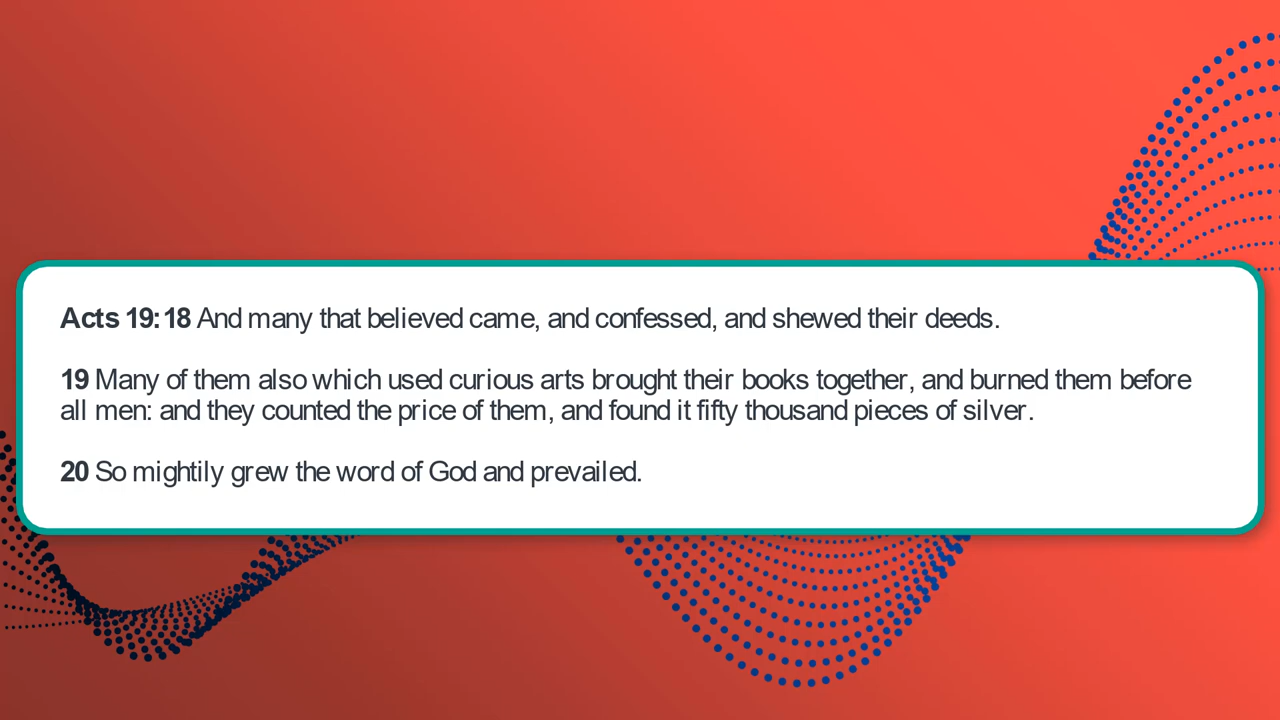 Acts 19:18 And many that believed came, and confessed, and shewed their deeds.
19 Many of them also which used curious arts brought their books together, and burned them before
all men: and they counted the price of them, and found it fifty thousand pieces of silver.
20 So mightily grew the word of God and prevailed.